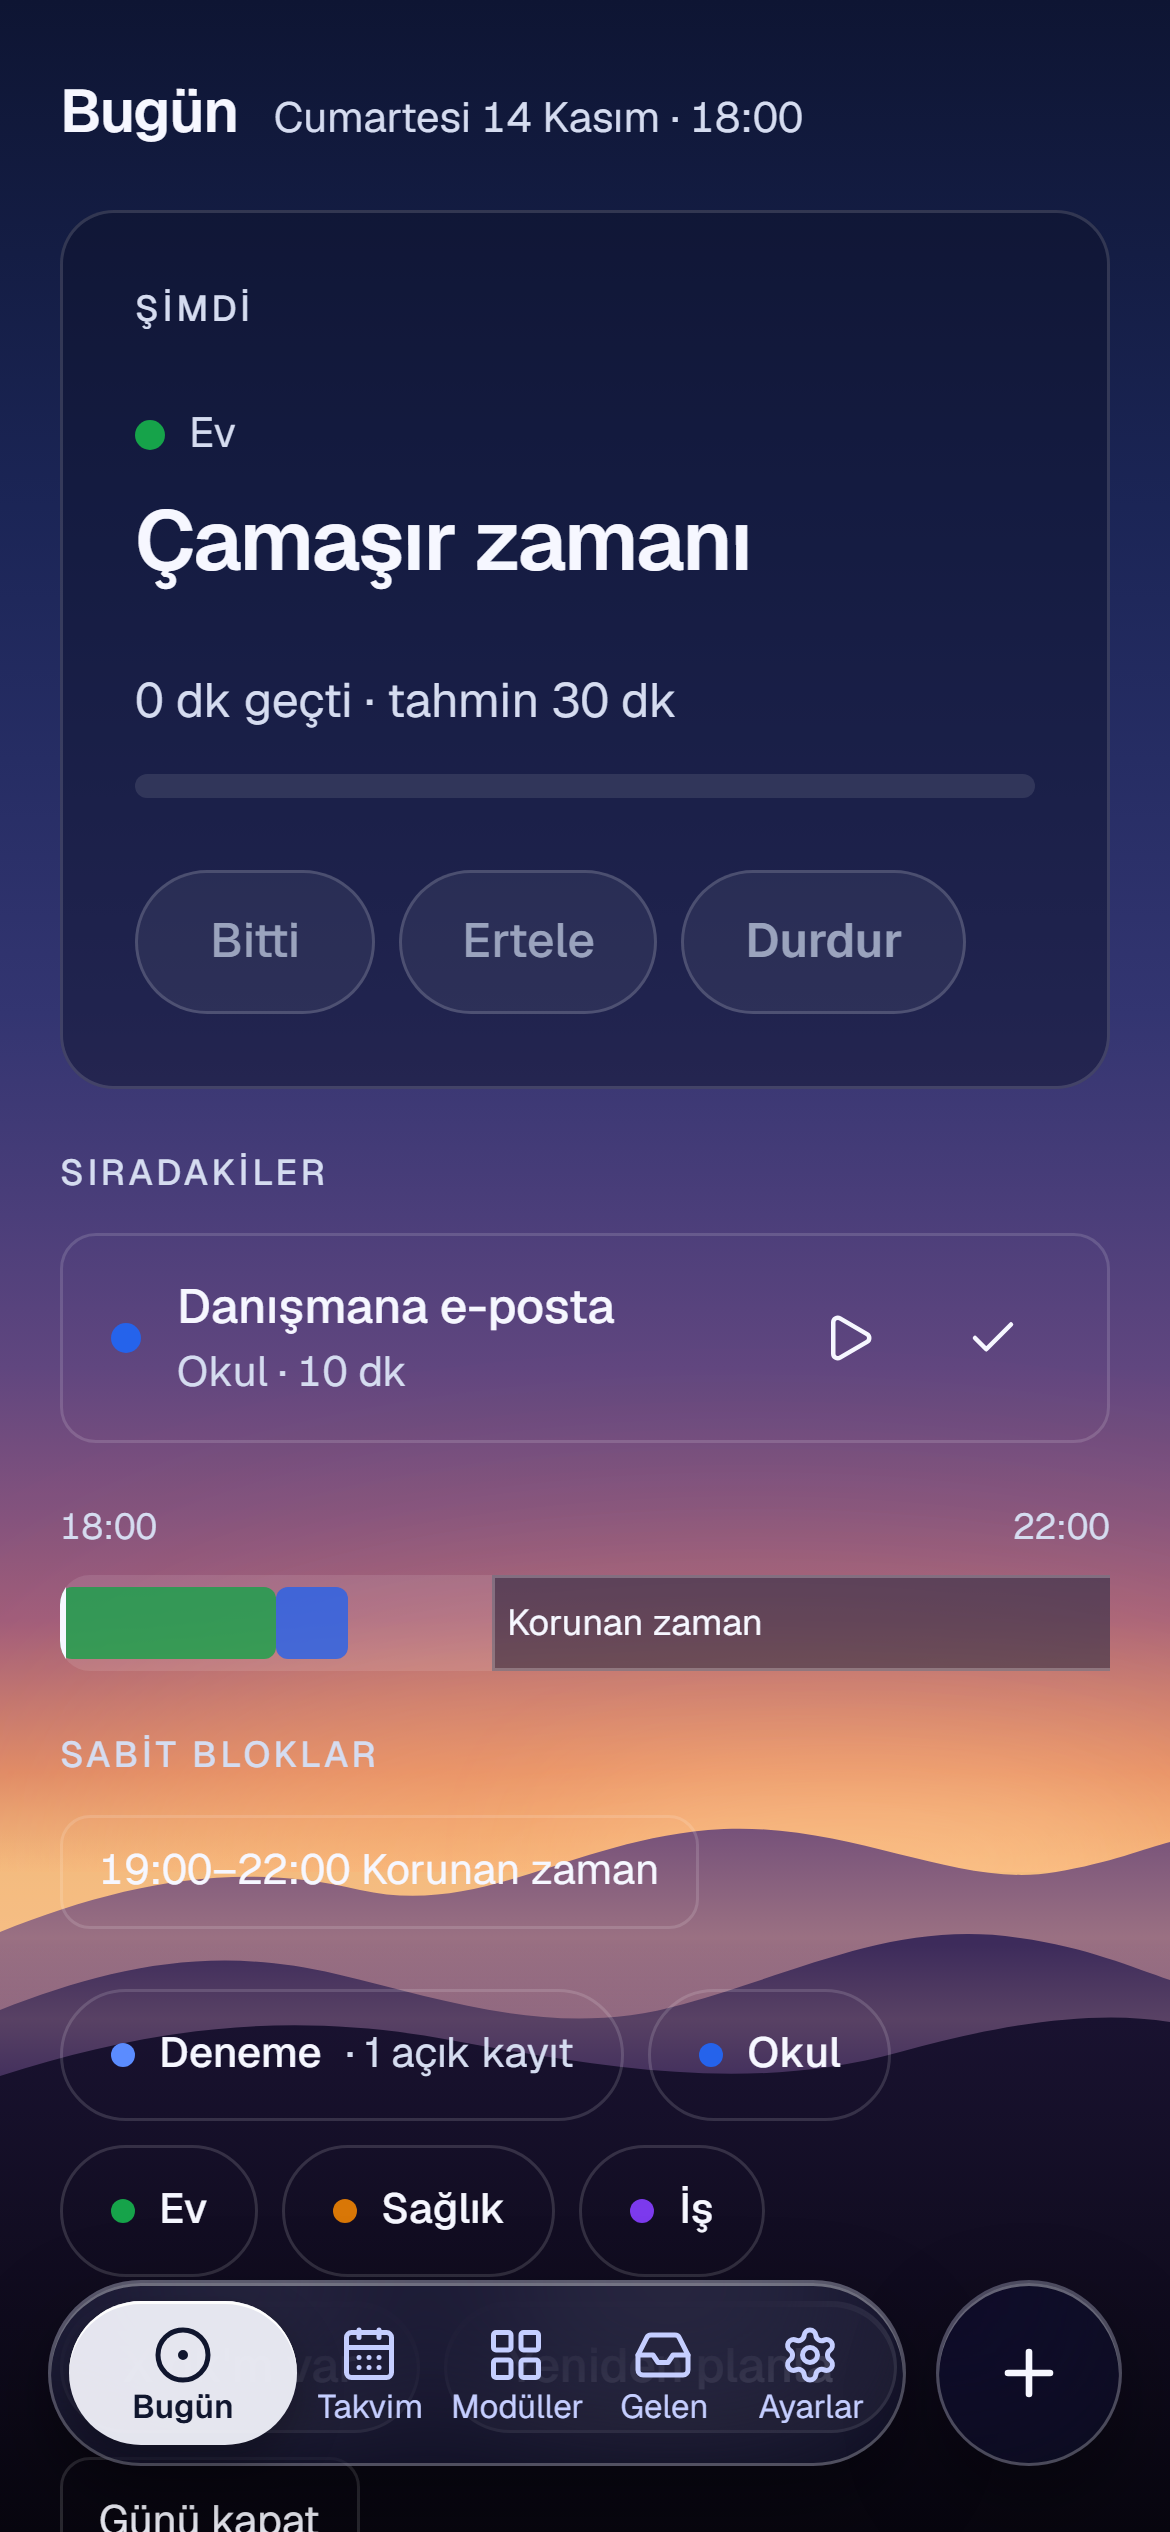 Bugün Cumartesi 14 Kasım · 18:00
ŞİMDİ
Ev
Çamaşır zamanı
0 dk geçti · tahmin 30 dk
Bitti Ertele Durdur
SIRADAKİLER
Danışmana e-posta
Okul · 10 dk
18:00 22:00
Korunan zaman
SABİT BLOKLAR
19:00–22:00 Korunan zaman
Deneme · 1 açık kayıt Okul
Ev Sağlık İş
Bugün Takvim Modüller Gelen Ayarlar
Günü kapat